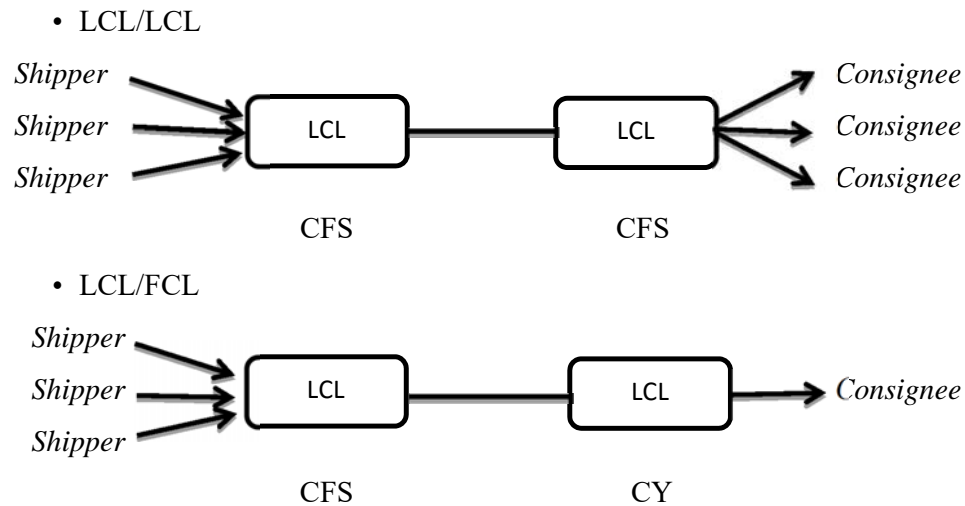 • LCL/LCL
Shipper
Consignee
Shipper
LCL
LCL
Consignee
Shipper
Consignee
CFS
CFS
• LCL/FCL
Shipper
Shipper
LCL
LCL
Consignee
Shipper
CFS
CY